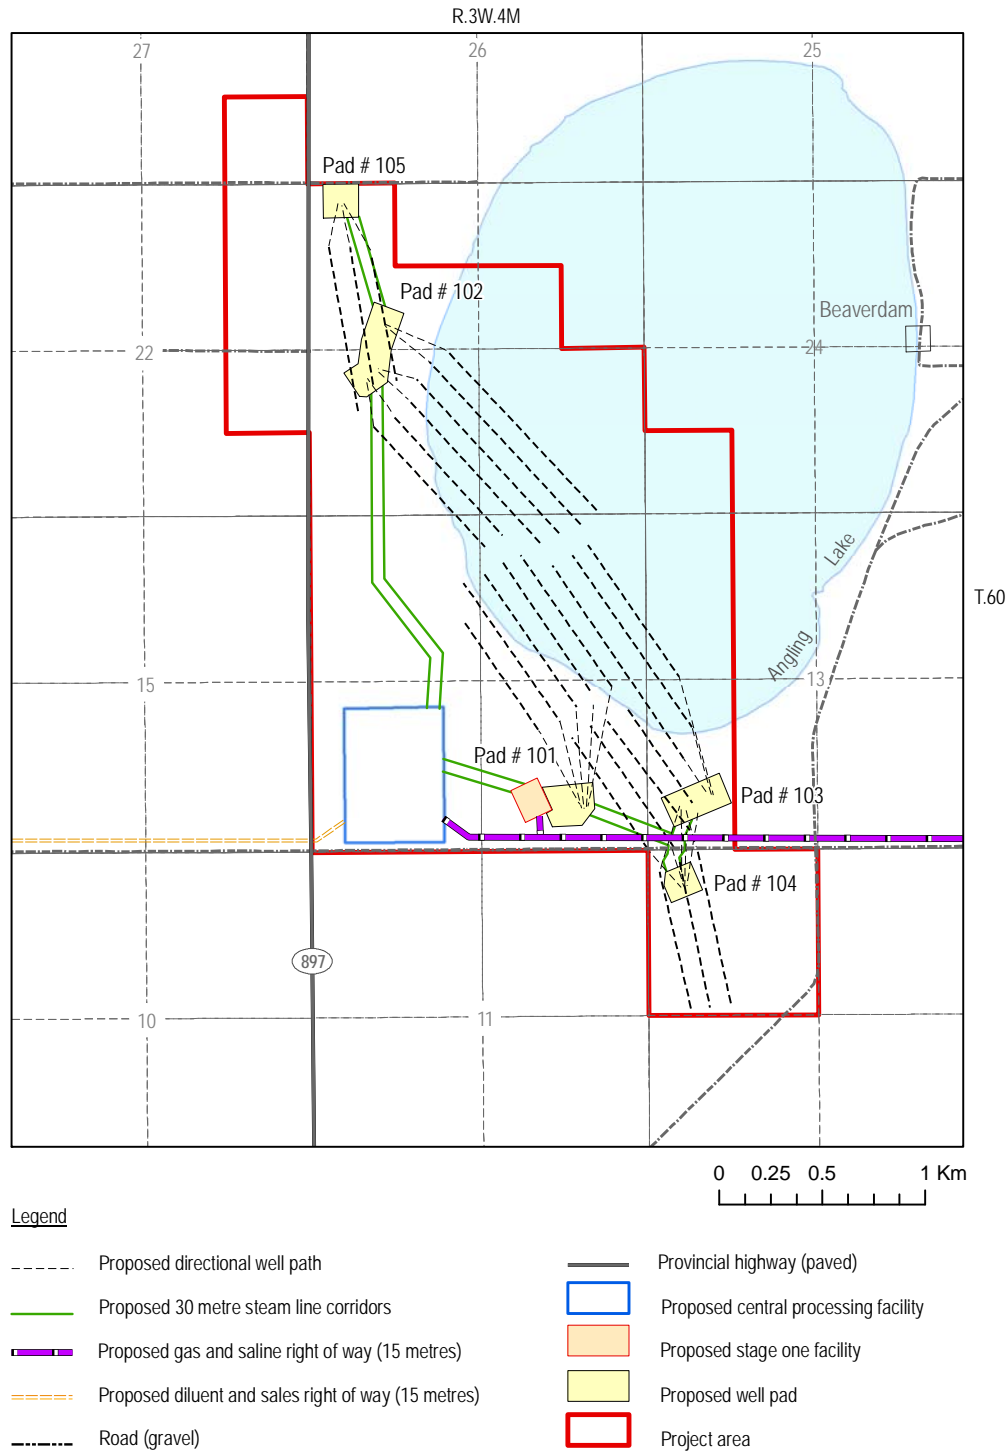 R.3W.4M
27
26
25
Pad # 105
Pad # 102
Beaverdam
22
24
Lake
T.60
Angling
15
13
Pad # 101
Pad # 103
Pad # 104
897
10
11
0 0.25 0.5 1 Km
Legend
Proposed directional well path
Proposed 30 metre steam line corridors
Proposed gas and saline right of way (15 metres)
Proposed diluent and sales right of way (15 metres)
Road (gravel)
Provincial highway (paved)
Proposed central processing facility
Proposed stage one facility
Proposed well pad
Project area